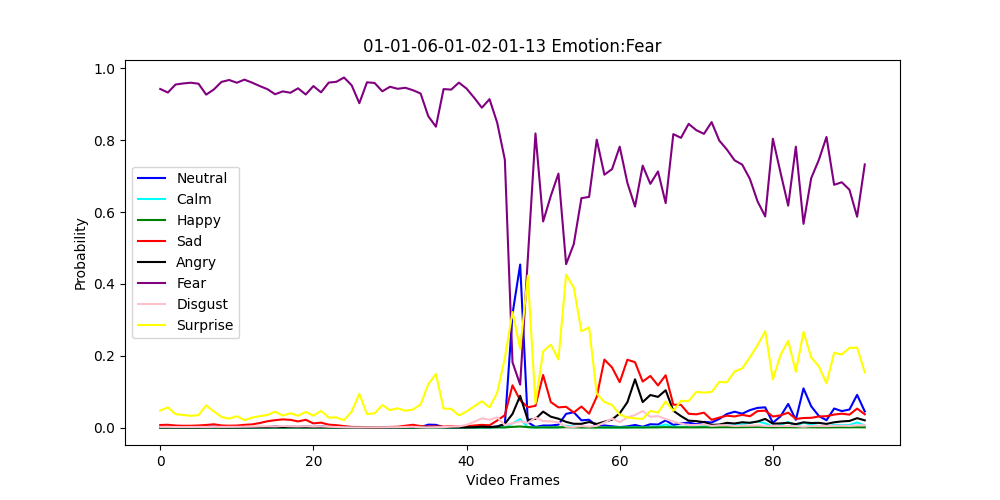 01-01-06-01-02-01-13 Emotion:Fear
1.0
0.8
0.6
0.4
0.2
0.0
Probability
Neutral
Calm
Happy
Sad
Angry
Fear
Disgust
Surprise
0 20 40 60 80
Video Frames